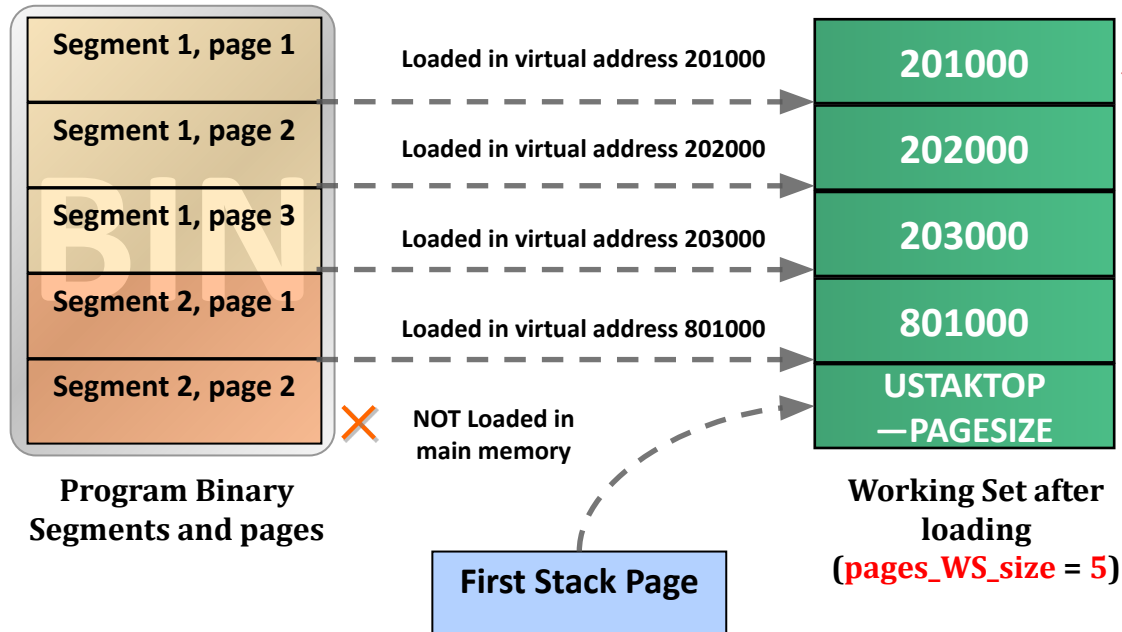 Segment 1, page 1
Segment 1, page 2
Segment 1, page 3
Segment 2, page 1
Segment 2, page 2
BIN
Program Binary
Segments and pages
Loaded in virtual address 201000
Loaded in virtual address 202000
Loaded in virtual address 203000
Loaded in virtual address 801000
NOT Loaded in
main memory
First Stack Page
201000
202000
203000
801000
USTAKTOP
—PAGESIZE
Working Set after
loading
(pages_WS_size = 5)